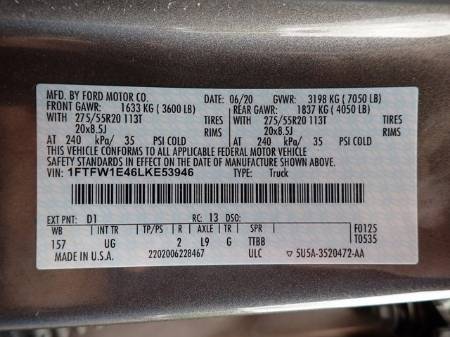 MFD. BY FORD MOTOR CO. 06/20 GVWR: 3198 KG ( 7050 LB)
FRONT GAWR: 1633 KG ( 3600 LB) REAR GAWR: 1837 KG ( 4050 LB)
WITH 275/55R20 113T TIRES WITH 275/55R20 113T TIRES
20x8.5J RIMS 20x8.5J RIMS
AT 240 kPa/ 35 PSI COLD AT 240 kPa/ 35 PSI COLD
THIS VEHICLE CONFORMS TO ALL APPLICABLE FEDERAL MOTOR VEHICLE
SAFETY STANDARDS IN EFFECT ON THE DATE OF MANUFACTURE SHOWN ABOVE.
VIN: 1FTFW1E46LKE53946 TYPE: Truck
EXT PNT: D1 RC: 13 DSO:
WB INT TR TP/PS R AXLE TR SPR F0125
157 UG 2 L9 G TTBB T0535
MADE IN U.S.A. 2202006228467 ULC 5U5A-3520472-AA